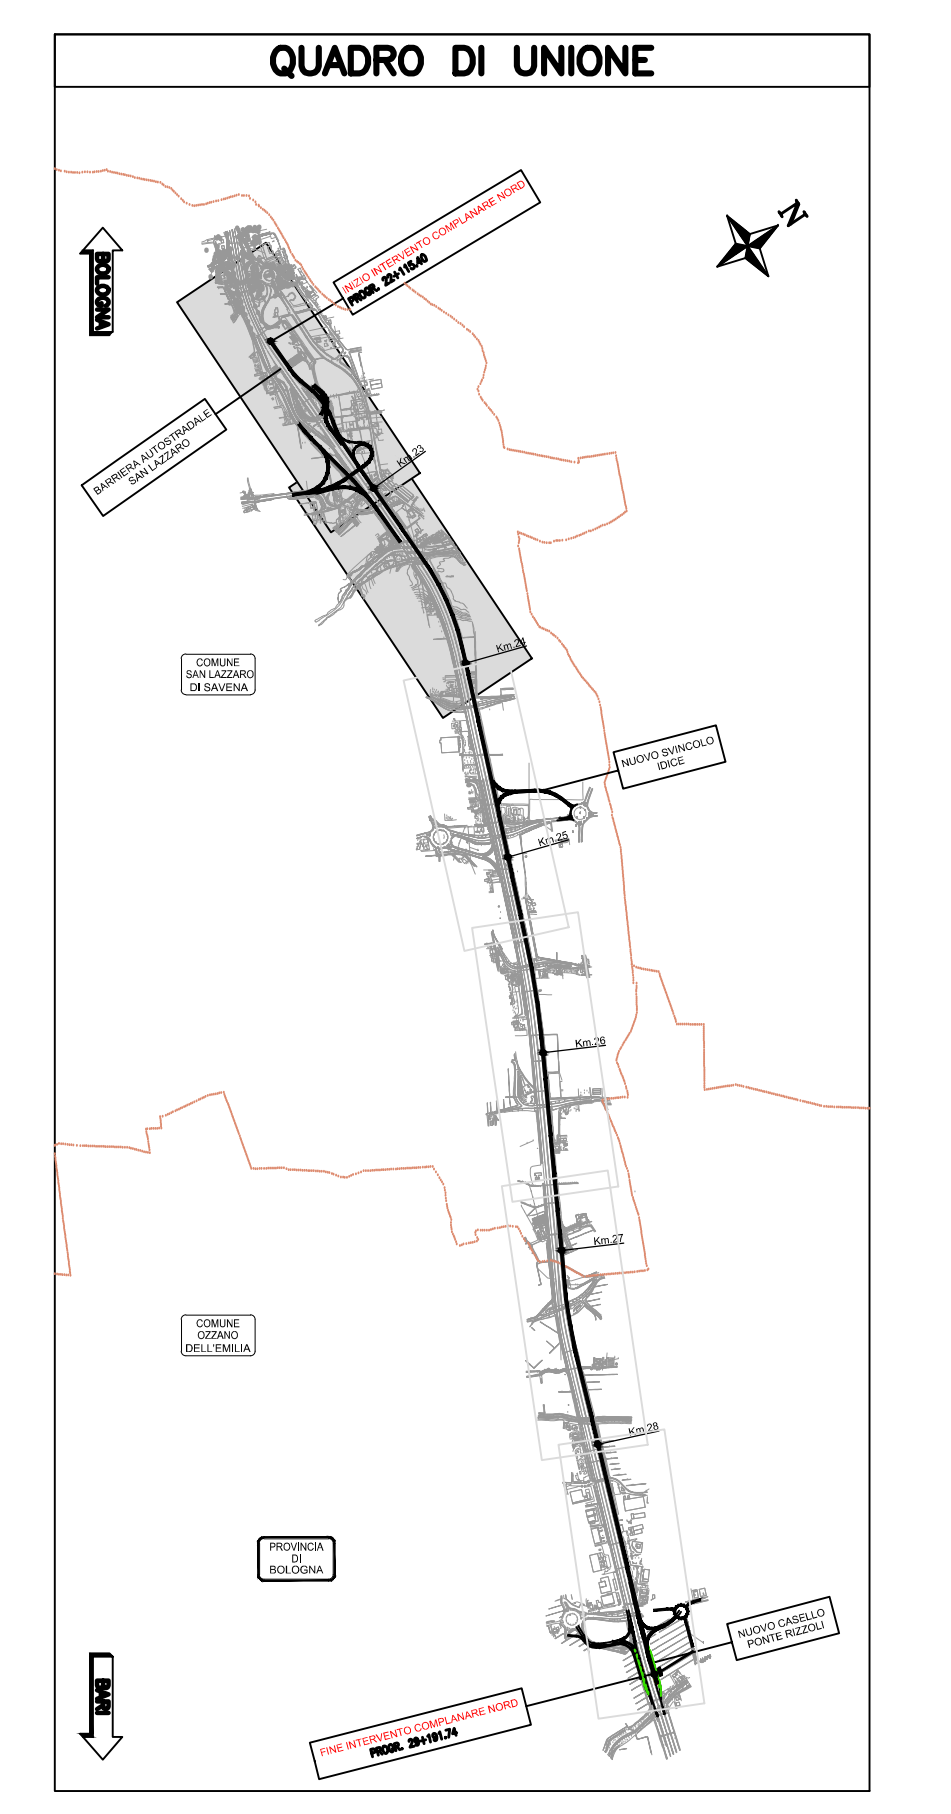 QUADRO DI UNIONE
INIZIO INTERVENTO COMPLANARE NORD
PROGR. 22+115.40
N
BOLOGNA
BARRIERA AUTOSTRADALE
SAN LAZZARO
Km.23
Km.24
COMUNE
SAN LAZZARO
DI SAVENA
NUOVO SVINCOLO
IDICE
Km.25
Km.26
Km.27
COMUNE
OZZANO
DELL'EMILIA
Km.28
PROVINCIA
DI
BOLOGNA
NUOVO CASELLO
PONTE RIZZOLI
BARI
FINE INTERVENTO COMPLANARE NORD
PROGR. 29+191.74